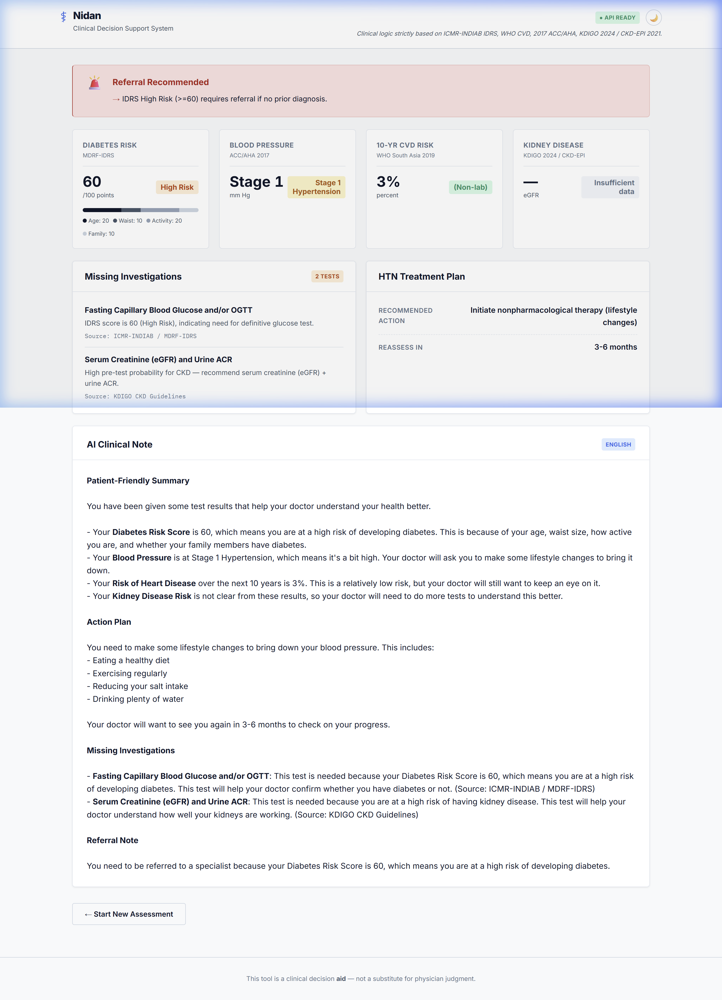 Nidan
Clinical Decision Support System
● API READY
Clinical logic strictly based on ICMR-INDIAB IDRS, WHO CVD, 2017 ACC/AHA, KDIGO 2024 / CKD-EPI 2021.
Referral Recommended
→ IDRS High Risk (>=60) requires referral if no prior diagnosis.
DIABETES RISK
MDRF-IDRS
60
/100 points
High Risk
Age: 20 Waist: 10 Activity: 20
Family: 10
BLOOD PRESSURE
ACC/AHA 2017
Stage 1
mm Hg
Stage 1
Hypertension
10-YR CVD RISK
WHO South Asia 2019
3%
percent
(Non-lab)
KIDNEY DISEASE
KDIGO 2024 / CKD-EPI
—
eGFR
Insufficient
data
Missing Investigations
2 TESTS
Fasting Capillary Blood Glucose and/or OGTT
IDRS score is 60 (High Risk), indicating need for definitive glucose test.
Source: ICMR-INDIAB / MDRF-IDRS
Serum Creatinine (eGFR) and Urine ACR
High pre-test probability for CKD — recommend serum creatinine (eGFR) +
urine ACR.
Source: KDIGO CKD Guidelines
HTN Treatment Plan
RECOMMENDED
ACTION
Initiate nonpharmacological therapy (lifestyle
changes)
REASSESS IN
3-6 months
AI Clinical Note
ENGLISH
Patient-Friendly Summary
You have been given some test results that help your doctor understand your health better.
- Your Diabetes Risk Score is 60, which means you are at a high risk of developing diabetes. This is because of your age, waist size, how active
you are, and whether your family members have diabetes.
- Your Blood Pressure is at Stage 1 Hypertension, which means it's a bit high. Your doctor will ask you to make some lifestyle changes to bring it
down.
- Your Risk of Heart Disease over the next 10 years is 3%. This is a relatively low risk, but your doctor will still want to keep an eye on it.
- Your Kidney Disease Risk is not clear from these results, so your doctor will need to do more tests to understand this better.
Action Plan
You need to make some lifestyle changes to bring down your blood pressure. This includes:
- Eating a healthy diet
- Exercising regularly
- Reducing your salt intake
- Drinking plenty of water
Your doctor will want to see you again in 3-6 months to check on your progress.
Missing Investigations
- Fasting Capillary Blood Glucose and/or OGTT: This test is needed because your Diabetes Risk Score is 60, which means you are at a high risk
of developing diabetes. This test will help your doctor confirm whether you have diabetes or not. (Source: ICMR-INDIAB / MDRF-IDRS)
- Serum Creatinine (eGFR) and Urine ACR: This test is needed because you are at a high risk of having kidney disease. This test will help your
doctor understand how well your kidneys are working. (Source: KDIGO CKD Guidelines)
Referral Note
You need to be referred to a specialist because your Diabetes Risk Score is 60, which means you are at a high risk of developing diabetes.
← Start New Assessment
This tool is a clinical decision aid — not a substitute for physician judgment.